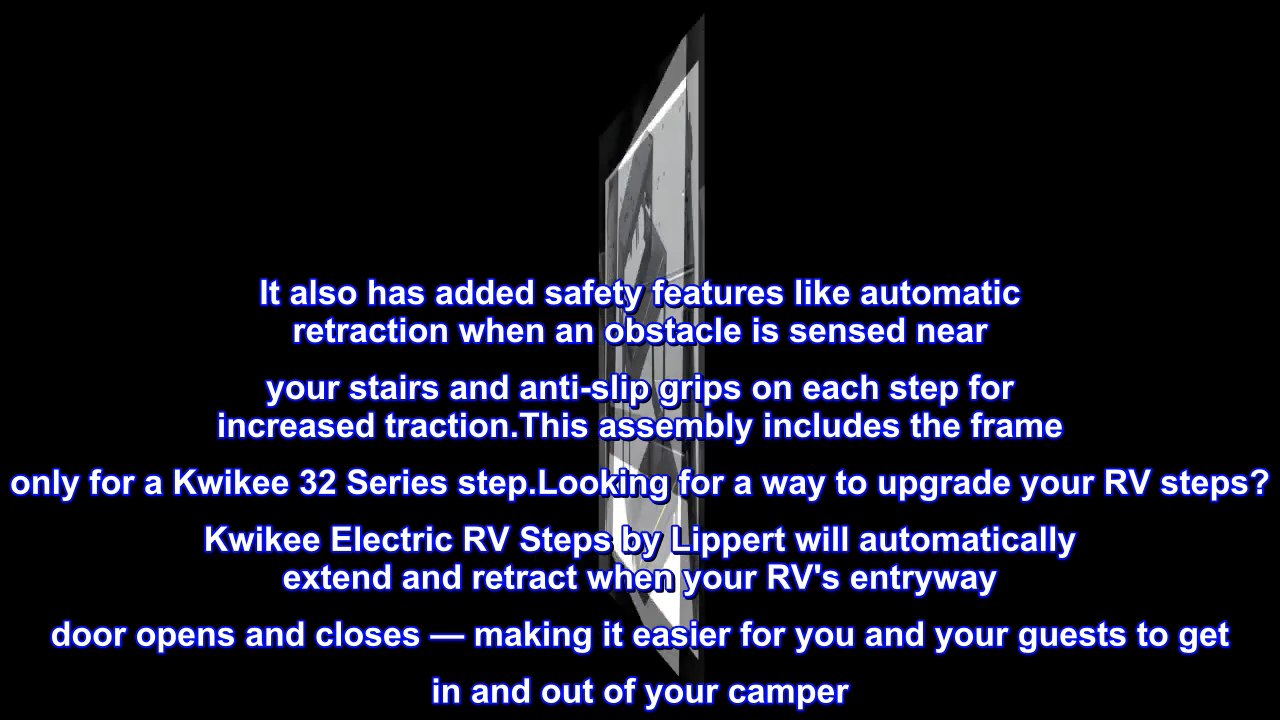 It also has added safety features like automatic
retraction when an obstacle is sensed near
your stairs and anti-slip grips on each step for
increased traction.This assembly includes the frame
only for a Kwikee 32 Series step.Looking for a way to upgrade your RV steps?
Kwikee Electric RV Steps by Lippert will automatically
extend and retract when your RV's entryway
door opens and closes — making it easier for you and your guests to get
in and out of your camper